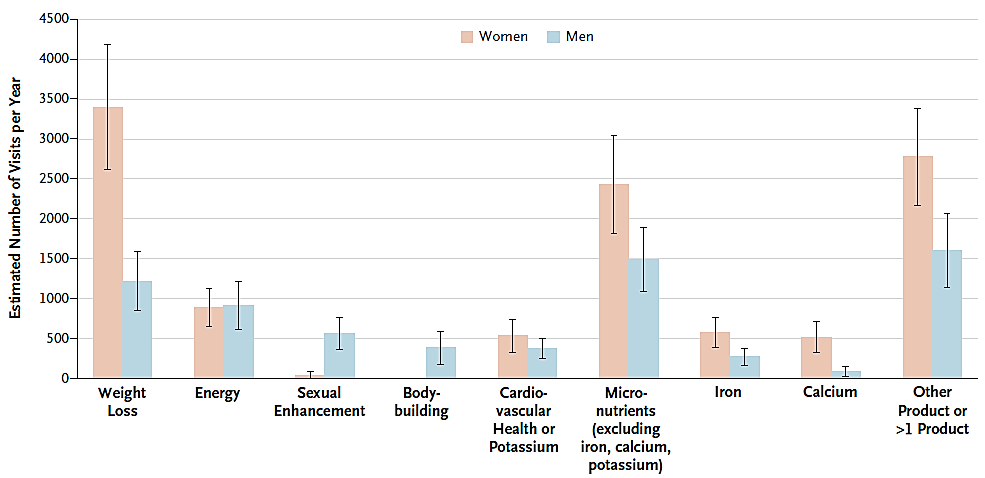 4500
4000
3500
3000
2500
2000
1500
1000
500
0
Estimated Number of Visits per Year
Women
Men
Weight
Loss
Energy
Sexual
Enhancement
Body-
building
Cardio-
vascular
Health or
Potassium
Micro-
nutrients
(excluding
iron, calcium,
potassium)
Iron
Calcium
Other
Product or
>1 Product